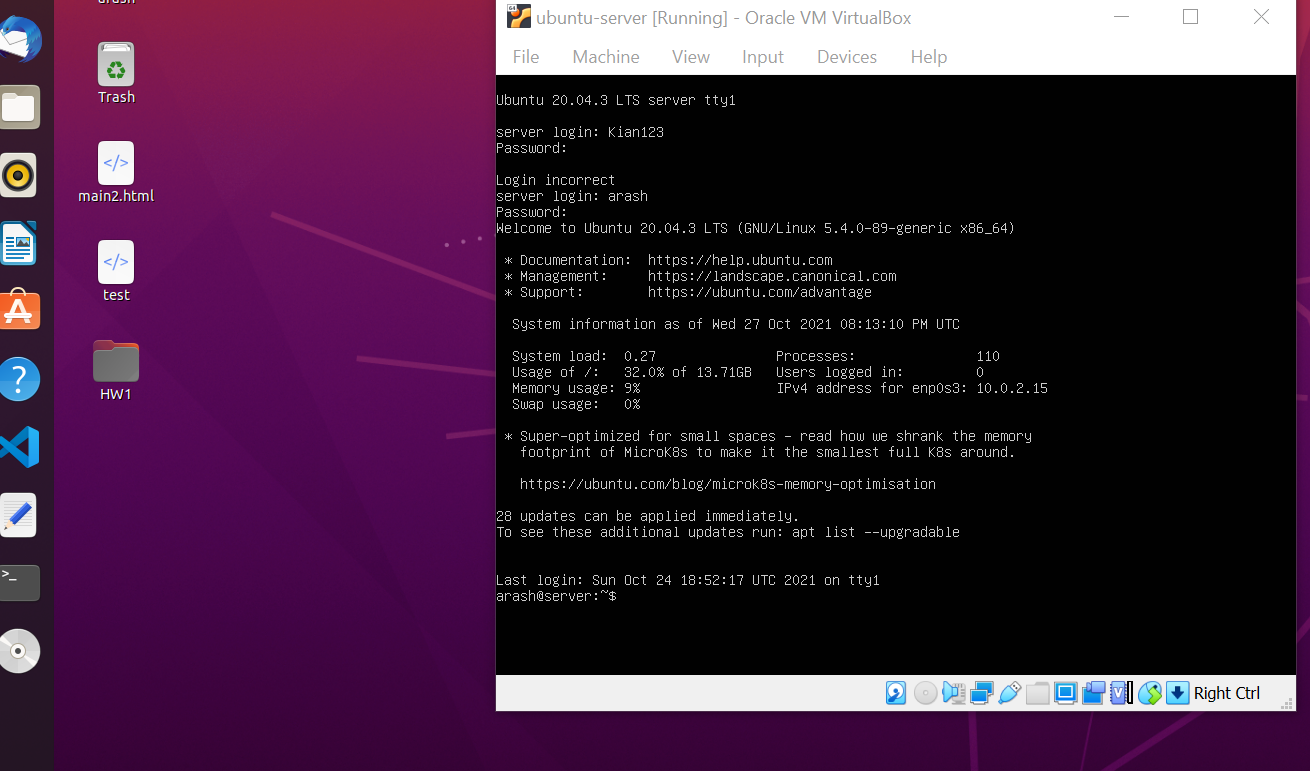 arash
Trash
main2.html
test
HW1
ubuntu-server [Running] - Oracle VM VirtualBox
File Machine View Input Devices Help
Ubuntu 20.04.3 LTS server tty1
server login: Kian123
Password:
Login incorrect
server login: arash
Password:
Welcome to Ubuntu 20.04.3 LTS (GNU/Linux 5.4.0-89-generic x86_64)
* Documentation: https://help.ubuntu.com
* Management: https://landscape.canonical.com
* Support: https://ubuntu.com/advantage
System information as of Wed 27 Oct 2021 08:13:10 PM UTC
System load: 0.27 Processes: 110
Usage of /: 32.0% of 13.71GB Users logged in: 0
Memory usage: 9% IPv4 address for enp0s3: 10.0.2.15
Swap usage: 0%
* Super-optimized for small spaces - read how we shrank the memory
footprint of MicroK8s to make it the smallest full K8s around.
https://ubuntu.com/blog/microk8s-memory-optimisation
28 updates can be applied immediately.
To see these additional updates run: apt list --upgradable
Last login: Sun Oct 24 18:52:17 UTC 2021 on tty1
arash@server:~$
Right Ctrl